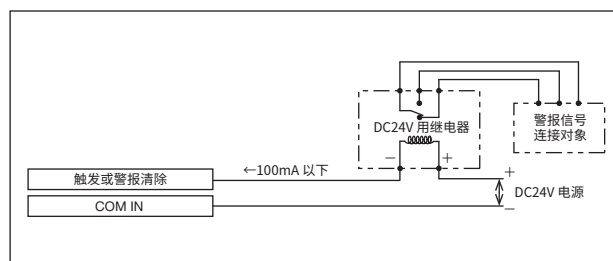 DC24V 用继电器
警报信号
连接对象
− +
←100mA 以下
+
触发或警报清除
DC24V 电源
COM IN
−